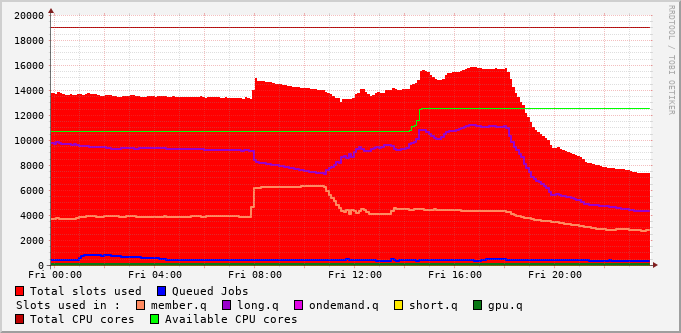 20000
18000
16000
14000
12000
10000
8000
6000
4000
2000
0
Fri 00:00 Fri 04:00 Fri 08:00 Fri 12:00 Fri 16:00 Fri 20:00
Total slots used Queued Jobs
Slots used in : member.q long.q ondemand.q short.q gpu.q
Total CPU cores Available CPU cores
RRDTOOL / TOBI OETIKER